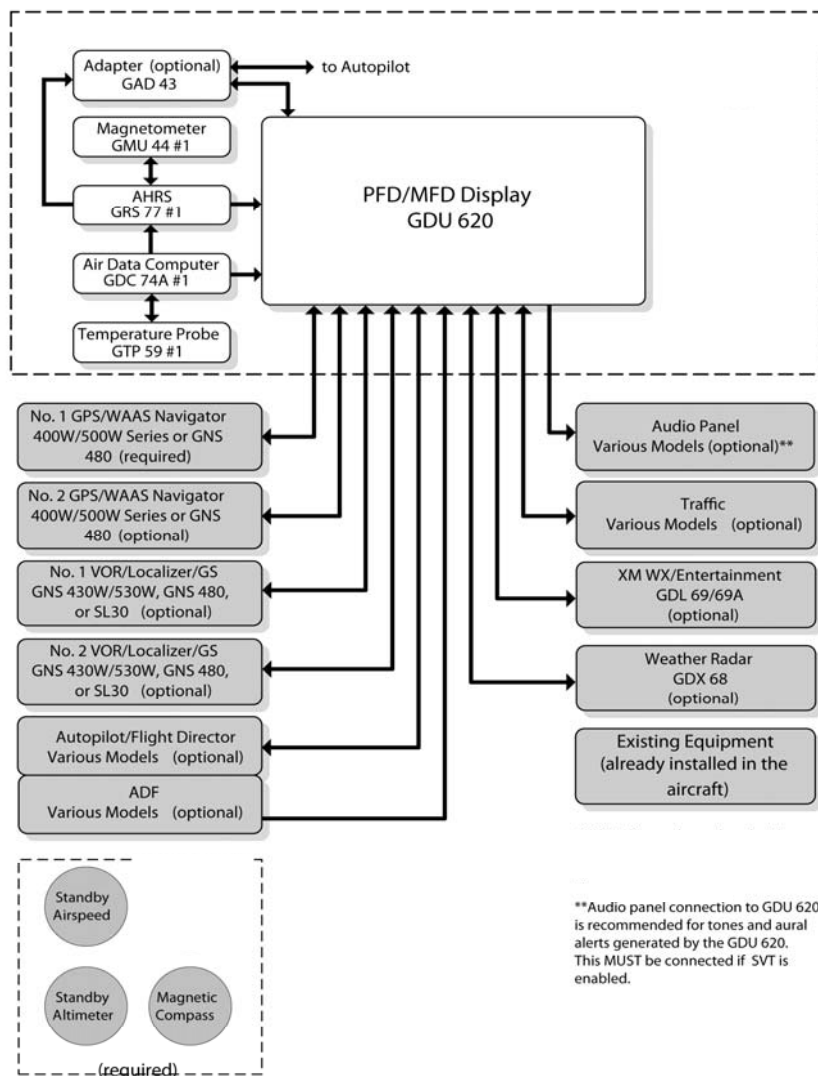 Adapter (optional)
GAD 43
to Autopilot
Magnetometer
GMU 44 #1
AHRS
GRS 77 #1
Air Data Computer
GDC 74A #1
Temperature Probe
GTP 59 #1
PFD/MFD Display
GDU 620
No. 1 GPS/WAAS Navigator
400W/500W Series or GNS
480 (required)
No. 2 GPS/WAAS Navigator
400W/500W Series or GNS
480 (optional)
No. 1 VOR/Localizer/GS
GNS 430W/530W, GNS 480,
or SL30 (optional)
No. 2 VOR/Localizer/GS
GNS 430W/530W, GNS 480,
or SL30 (optional)
Autopilot/Flight Director
Various Models (optional)
ADF
Various Models (optional)
Audio Panel
Various Models (optional)**
Traffic
Various Models (optional)
XM WX/Entertainment
GDL 69/69A
(optional)
Weather Radar
GDX 68
(optional)
Existing Equipment
(already installed in the
aircraft)
Standby
Airspeed
Standby
Altimeter
Magnetic
Compass
(required)
**Audio panel connection to GDU 620
is recommended for tones and aural
alerts generated by the GDU 620.
This MUST be connected if SVT is
enabled.